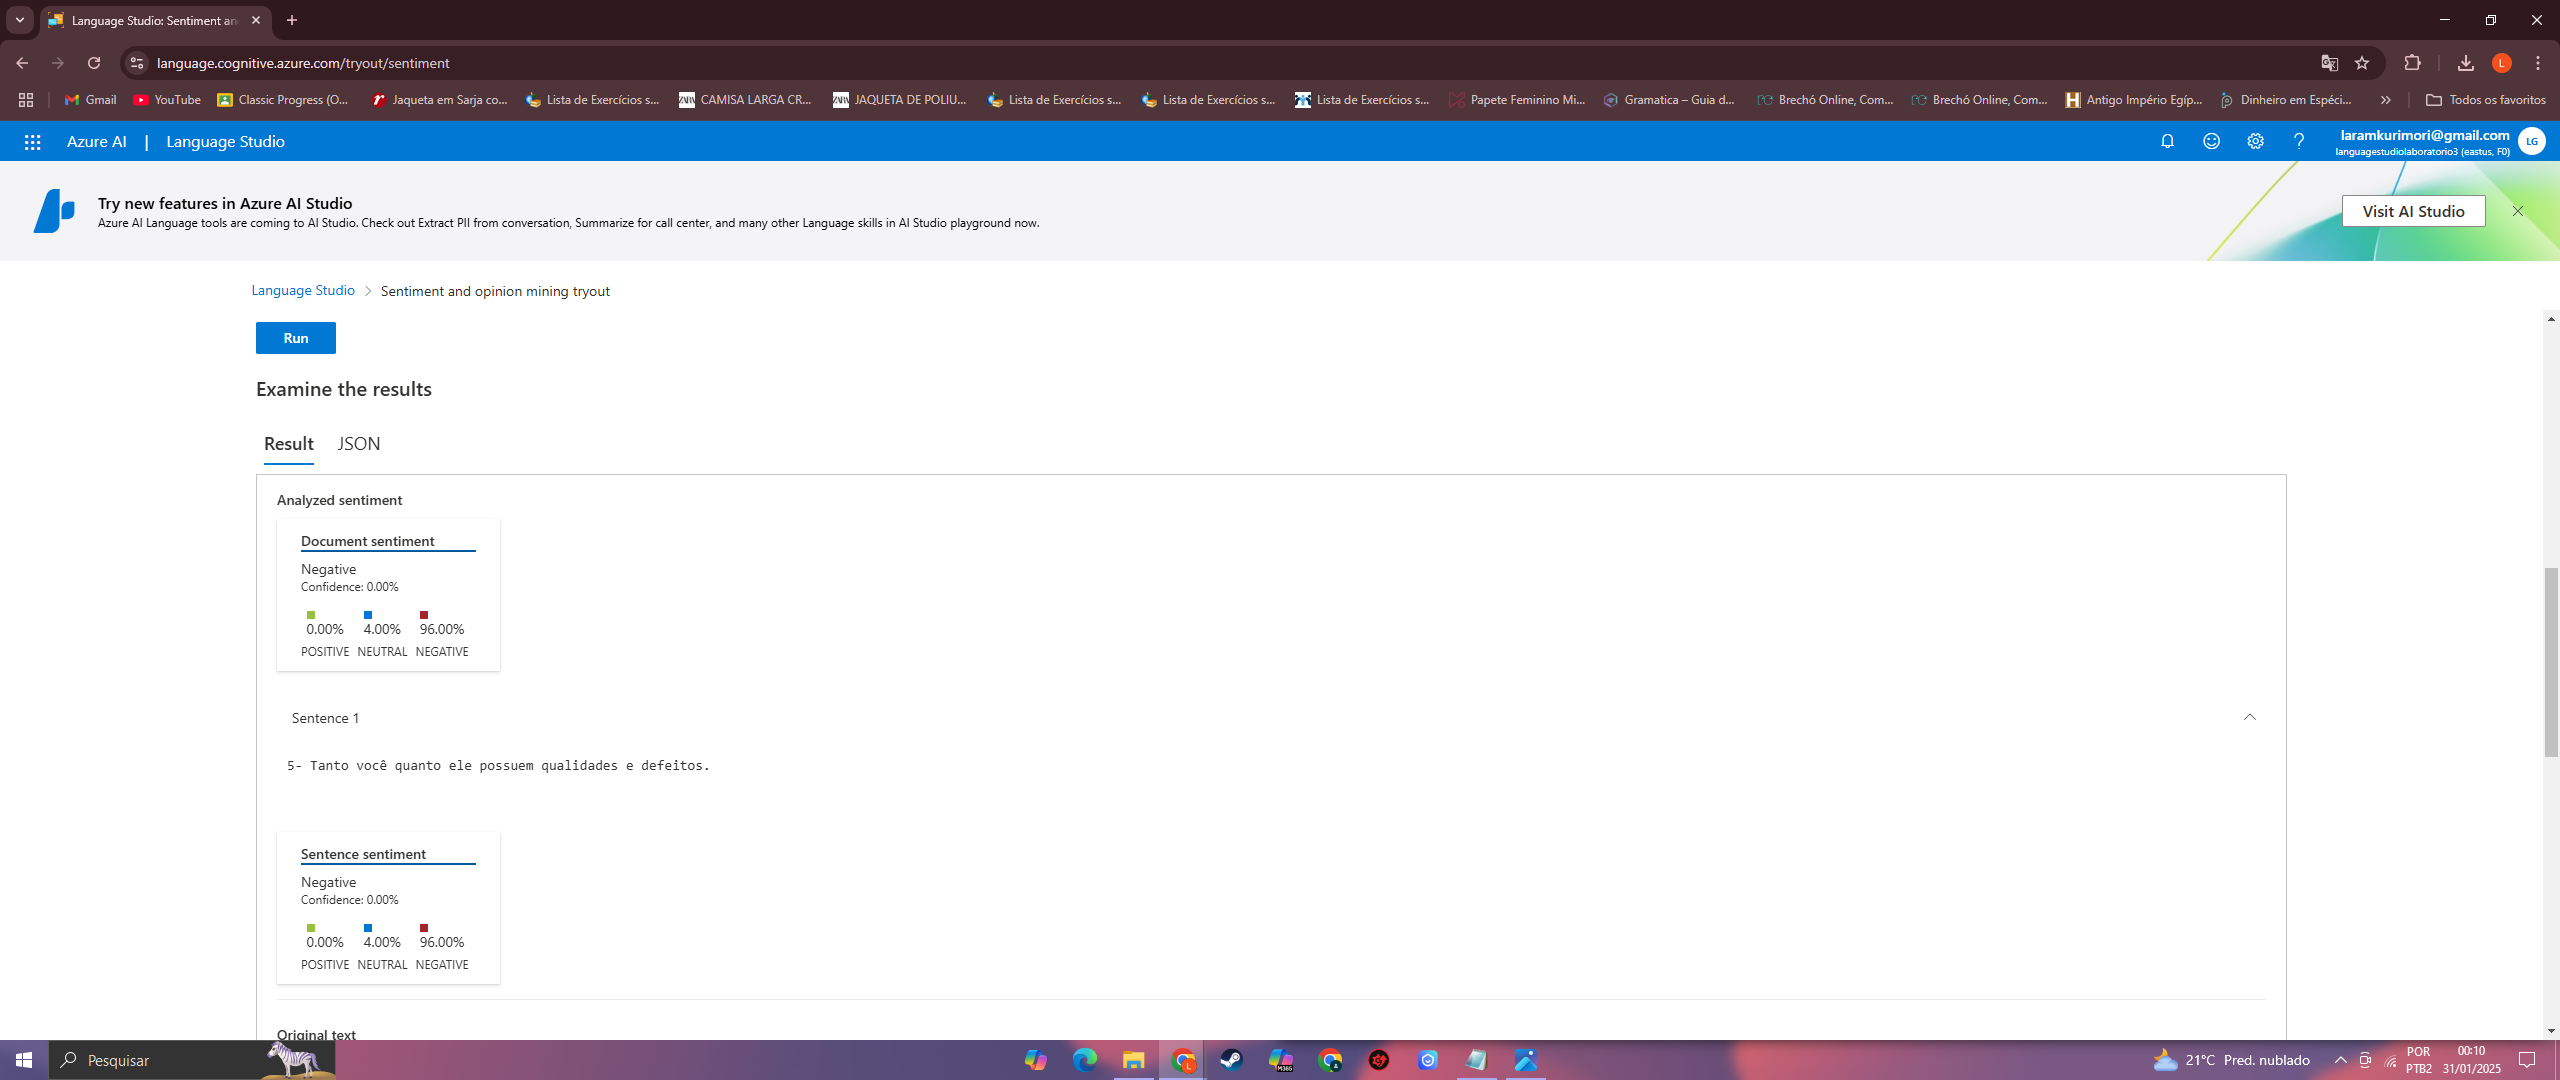 Language Studio: Sentiment an
language.cognitive.azure.com/tryout/sentiment
L
Gmail
YouTube
Classic Progress (O...
Jaqueta em Sarja co...
Lista de Exercícios s...
CAMISA LARGA CR...
JAQUETA DE POLIU...
Lista de Exercícios s...
Lista de Exercícios s...
Lista de Exercícios s...
Papete Feminino Mi...
Gramatica – Guia d...
Brechó Online, Com...
Brechó Online, Com...
Antigo Império Egíp...
Dinheiro em Espéci...
Todos os favoritos
Azure AI | Language Studio
laramkurimori@gmail.com
languagestudiolaboratorio3 (eastus, F0)
LG
Try new features in Azure AI Studio
Azure AI Language tools are coming to AI Studio. Check out Extract PII from conversation, Summarize for call center, and many other Language skills in AI Studio playground now.
Visit AI Studio
Language Studio > Sentiment and opinion mining tryout
Run
Examine the results
Result JSON
Analyzed sentiment
Document sentiment
Negative
Confidence: 0.00%
0.00% 4.00% 96.00%
POSITIVE NEUTRAL NEGATIVE
Sentence 1
5- Tanto você quanto ele possuem qualidades e defeitos.
Sentence sentiment
Negative
Confidence: 0.00%
0.00% 4.00% 96.00%
POSITIVE NEUTRAL NEGATIVE
Original text
Pesquisar
M365
21°C Pred. nublado
POR
PTB2
00:10
31/01/2025